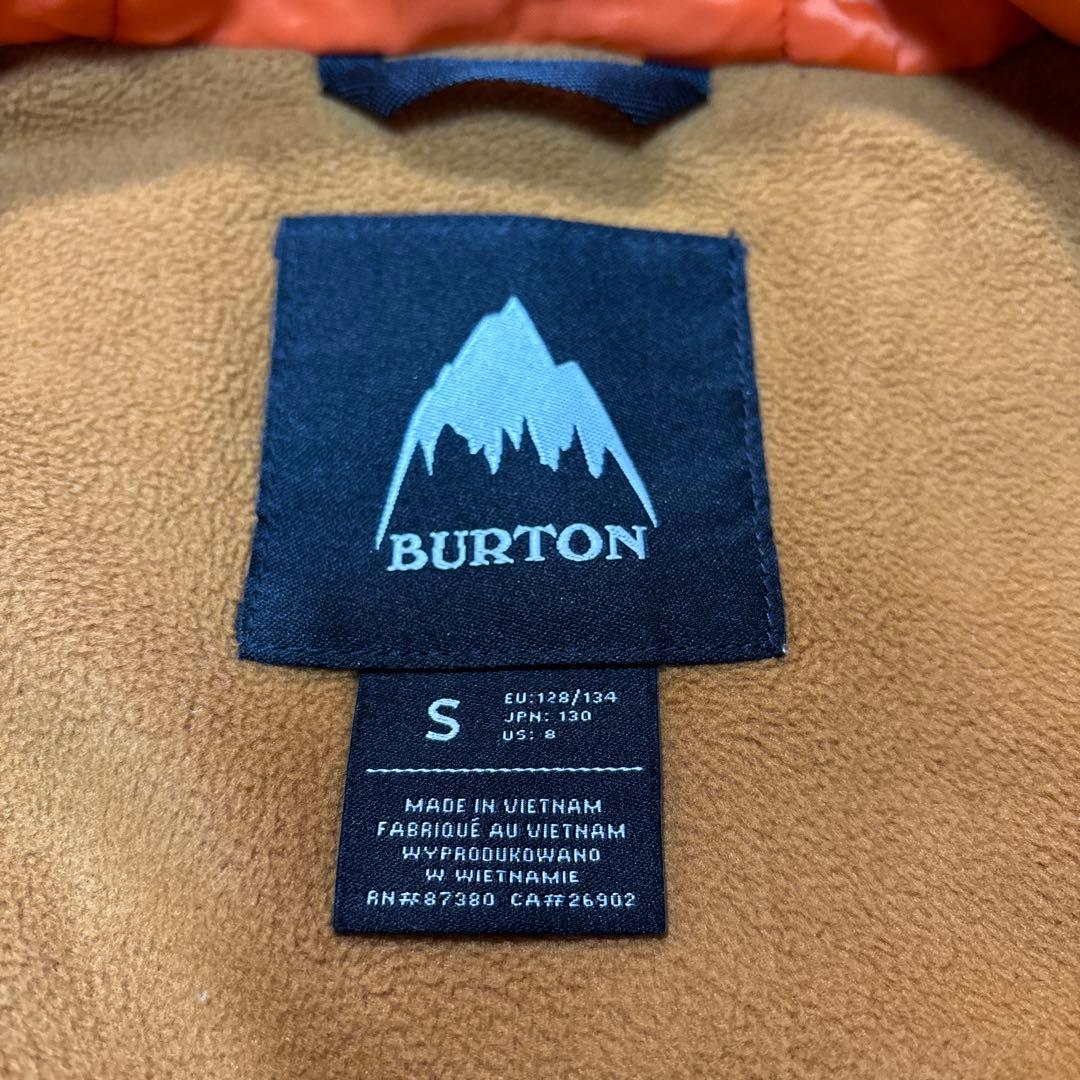 BURTON
S
EU:128/134
JPN: 130
US: 8
MADE IN VIETNAM
FABRIQUÉ AU VIETNAM
WYPRODUKOWANO
W WIETNAMIE
RN#87380 CA#26902